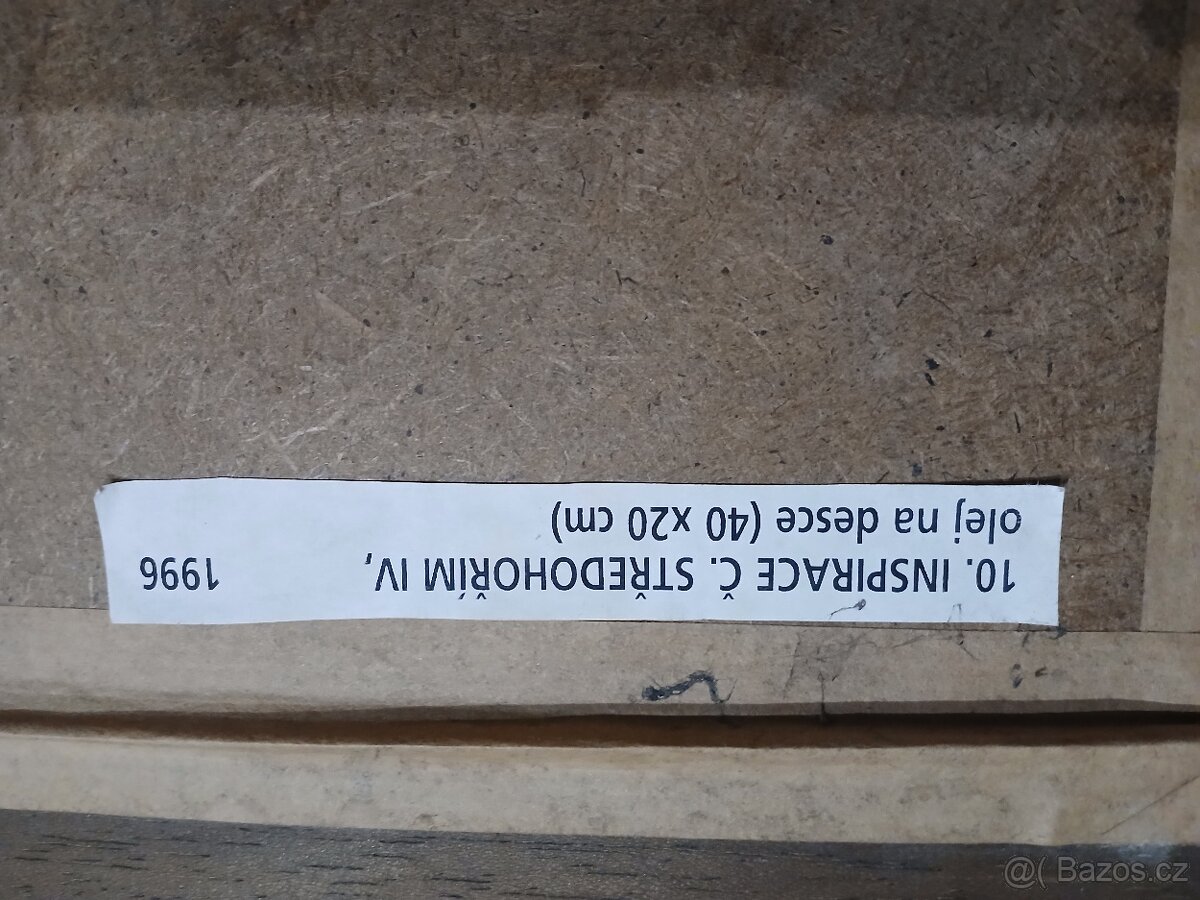 10. INSPIRACE Č. STŘEDOHOŘÍM IV, 1996
olej na desce (40 x20 cm)
@( Bazos.cz